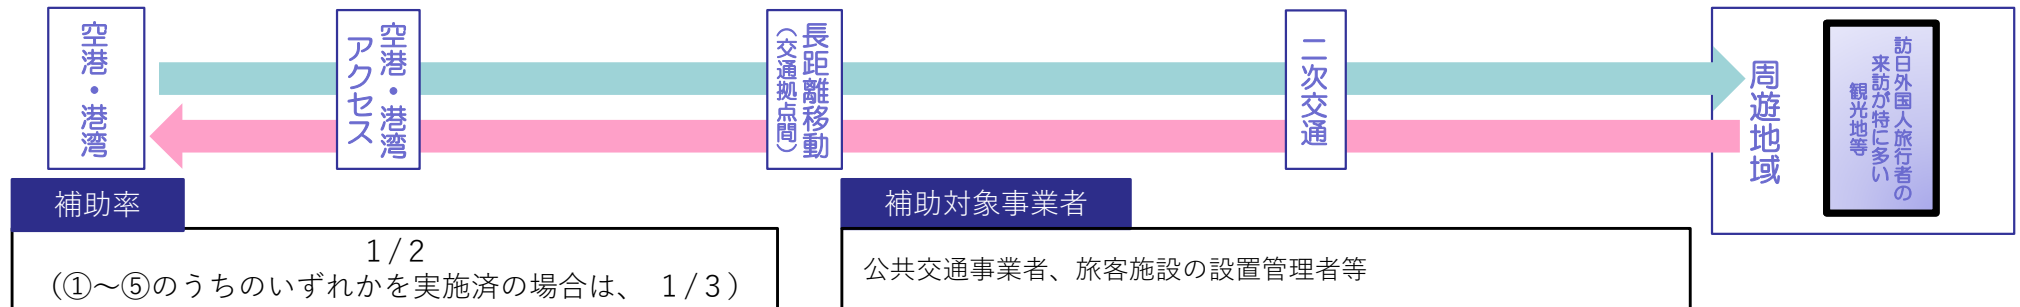 空港・港湾
空港・港湾
アクセス
長距離移動
（交通拠点間）
二次交通
周遊地域
訪日外国人旅行者の
来訪が特に多い
観光地等
補助率
１/２
（①～⑤のうちのいずれかを実施済の場合は、 １/３）
補助対象事業者
公共交通事業者、旅客施設の設置管理者等